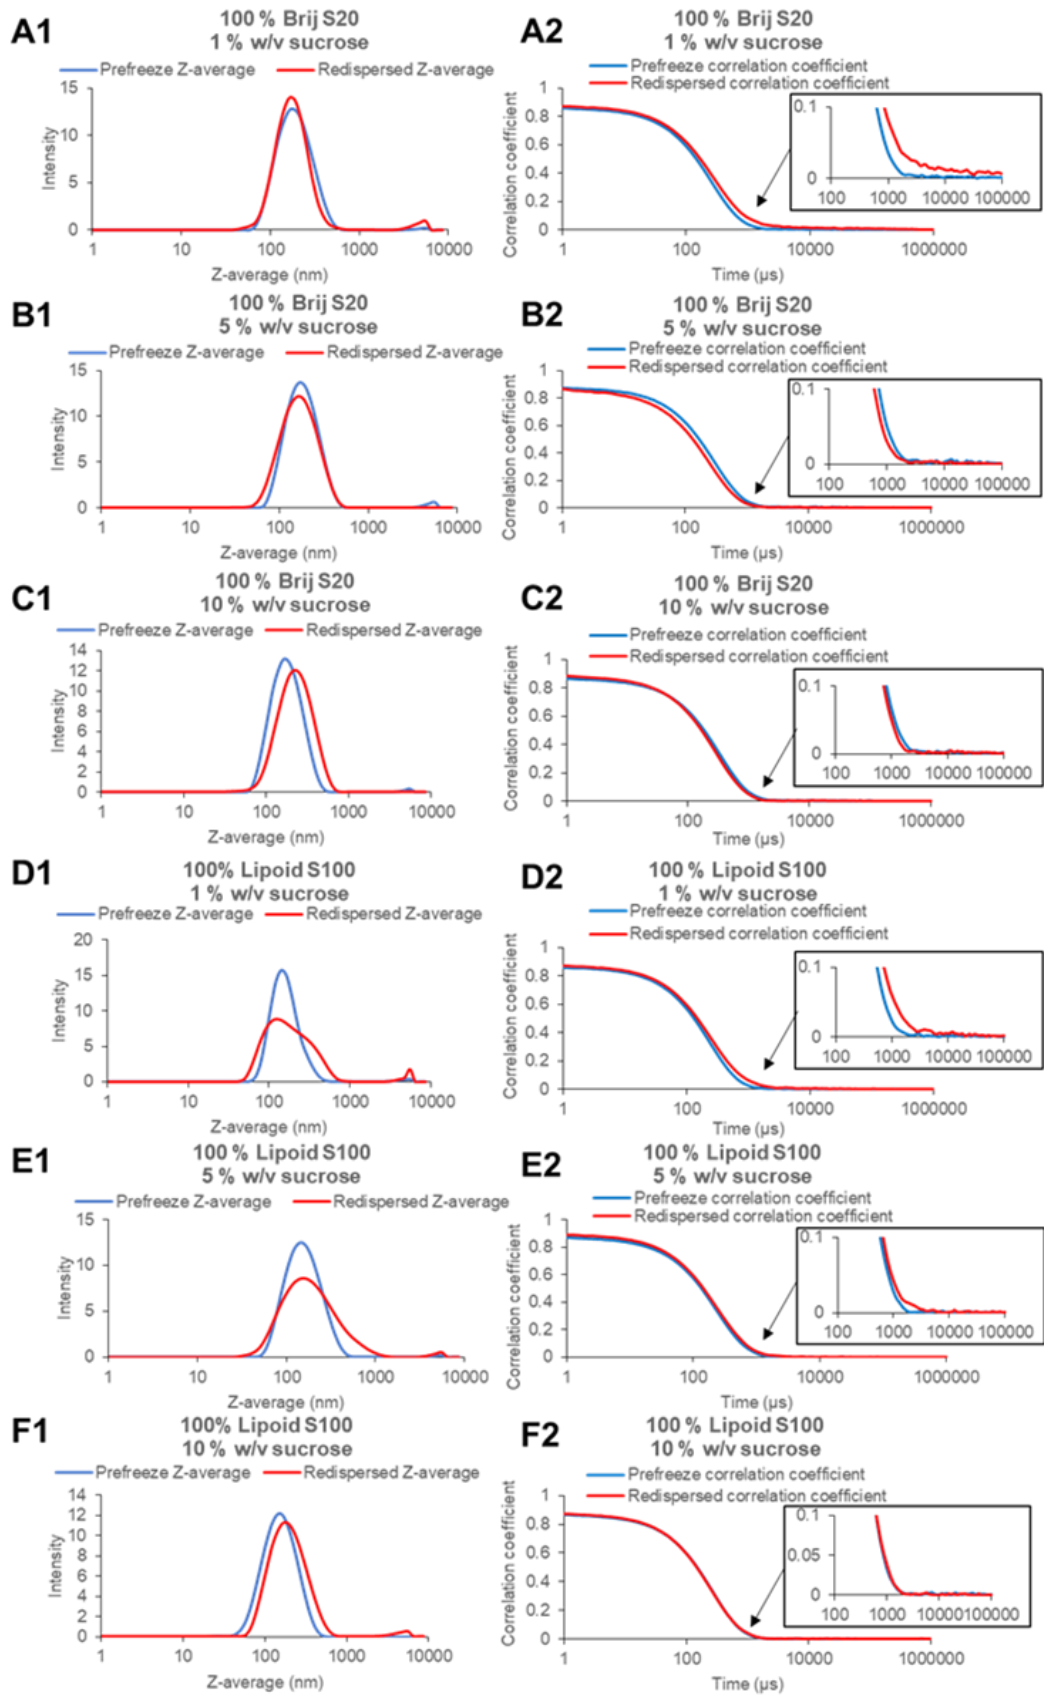 A1
100 % Brij S20
1 % w/v sucrose
Prefreeze Z-average Redispersed Z-average
15
10
5
0
Intensity
1 10 100 1000 10000
Z-average (nm)
A2
100 % Brij S20
1 % w/v sucrose
Prefreeze correlation coefficient
Redispersed correlation coefficient
1
0.8
0.6
0.4
0.2
0
Correlation coefficient
1 100 10000 1000000
Time (µs)
0.1
0
100 1000 10000 100000
B1
100 % Brij S20
5 % w/v sucrose
Prefreeze Z-average Redispersed Z-average
15
10
5
0
Intensity
1 10 100 1000 10000
Z-average (nm)
B2
100 % Brij S20
5 % w/v sucrose
Prefreeze correlation coefficient
Redispersed correlation coefficient
1
0.8
0.6
0.4
0.2
0
Correlation coefficient
1 100 10000 1000000
Time (µs)
0.1
0
100 1000 10000 100000
C1
100 % Brij S20
10 % w/v sucrose
Prefreeze Z-average Redispersed Z-average
14
12
10
8
6
4
2
0
Intensity
1 10 100 1000 10000
Z-average (nm)
C2
100 % Brij S20
10 % w/v sucrose
Prefreeze correlation coefficient
Redispersed correlation coefficient
1
0.8
0.6
0.4
0.2
0
Correlation coefficient
1 100 10000 1000000
Time (µs)
0.1
0
100 1000 10000 100000
D1
100% Lipoid S100
1 % w/v sucrose
Prefreeze Z-average Redispersed Z-average
20
15
10
5
0
Intensity
1 10 100 1000 10000
Z-average (nm)
D2
100 % Lipoid S100
1 % w/v sucrose
Prefreeze correlation coefficient
Redispersed correlation coefficient
1
0.8
0.6
0.4
0.2
0
Correlation coefficient
1 100 10000 1000000
Time (µs)
0.1
0
100 1000 10000 100000
E1
100 % Lipoid S100
5 % w/v sucrose
Prefreeze Z-average Redispersed Z-average
15
10
5
0
Intensity
1 10 100 1000 10000
Z-average (nm)
E2
100 % Lipoid S100
5 % w/v sucrose
Prefreeze correlation coefficient
Redispersed correlation coefficient
1
0.8
0.6
0.4
0.2
0
Correlation coefficient
1 100 10000 1000000
Time (µs)
0.1
0
100 1000 10000 100000
F1
100% Lipoid S100
10 % w/v sucrose
Prefreeze Z-average Redispersed Z-average
14
12
10
8
6
4
2
0
Intensity
1 10 100 1000 10000
Z-average (nm)
F2
100 % Lipoid S100
10 % w/v sucrose
Prefreeze correlation coefficient
Redispersed correlation coefficient
1
0.8
0.6
0.4
0.2
0
Correlation coefficient
1 100 10000 1000000
Time (µs)
0.1
0.05
0
100 1000 10000 100000